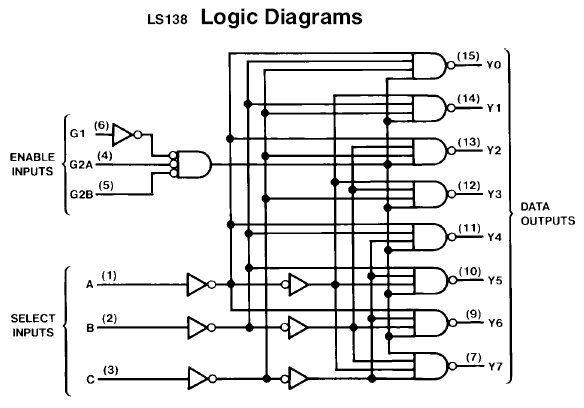 LS138 Logic Diagrams
(15) Y0
(14) Y1
G1 (6)
(13) Y2
ENABLE INPUTS
G2A (4)
G2B (5)
(12) Y3
DATA OUTPUTS
(11) Y4
A (1)
(10) Y5
SELECT INPUTS
B (2)
(9) Y6
C (3)
(7) Y7